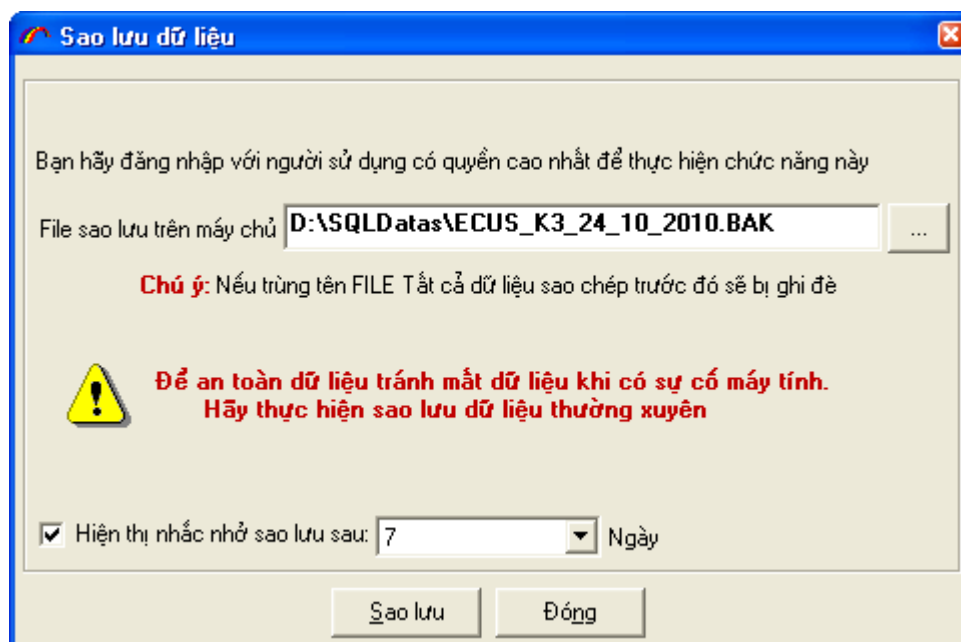 Sao lưu dữ liệu
Bạn hãy đăng nhập với người sử dụng có quyền cao nhất để thực hiện chức năng này
File sao lưu trên máy chủ D:\SQLDatas\ECUS_K3_24_10_2010.BAK ...
Chú ý: Nếu trùng tên FILE Tất cả dữ liệu sao chép trước đó sẽ bị ghi đè
Để an toàn dữ liệu tránh mất dữ liệu khi có sự cố máy tính.
Hãy thực hiện sao lưu dữ liệu thường xuyên
Hiện thị nhắc nhở sao lưu sau: 7 Ngày
Sao lưu Đóng